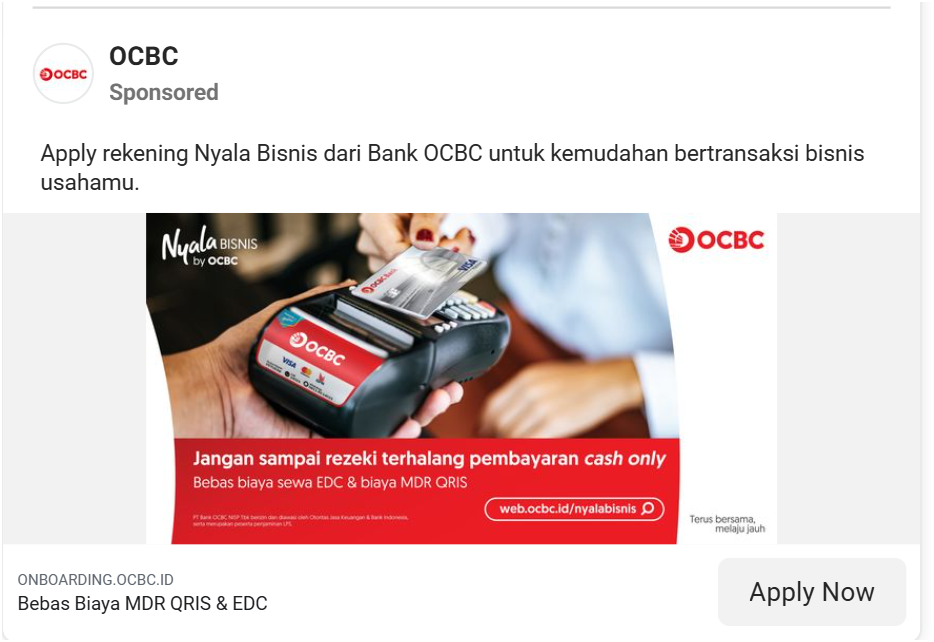 OCBC
OCBC
Sponsored
Apply rekening Nyala Bisnis dari Bank OCBC untuk kemudahan bertransaksi bisnis
usahamu.
Nyala BISNIS
by OCBC
OCBC
OCBC Bank
VISA
OCBC
VISA
Jangan sampai rezeki terhalang pembayaran cash only
Bebas biaya sewa EDC & biaya MDR QRIS
web.ocbc.id/nyalabisnis
PT Bank OCBC NISP Tbk berizin dan diawasi oleh Otoritas Jasa Keuangan & Bank Indonesia,
serta merupakan peserta penjaminan LPS.
Terus bersama,
melaju jauh
ONBOARDING.OCBC.ID
Bebas Biaya MDR QRIS & EDC
Apply Now